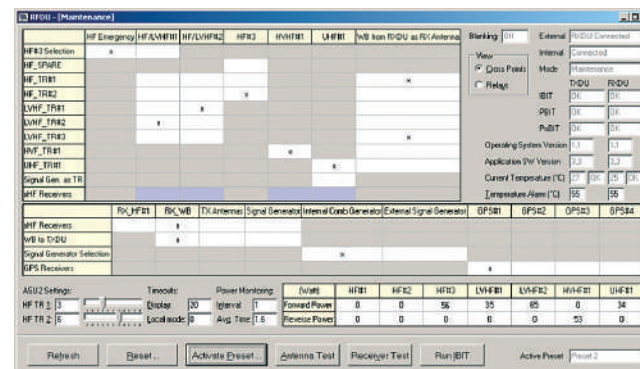 RFDU - [Maintenance]
HF Emergency HF/LVHF#1 HF/LVHF#2 HF#3 HVHF#1 UHF#1 WB from RXDU as RX Antenna
HF#3 Selection x
HF_SPARE
HF_TR#1 x
HF_TR#2 x
LVHF_TR#1 x
LVHF_TR#2 x
LVHF_TR#3 x
HVF_TR#1 x
UHF_TR#1 x
Signal Gen. as TR
xHF Receivers
Blanking: Off
View
Cross Points
Relays
External RXDU Connected
Internal Connected
Mode Maintenance
TXDU RXDU
IBIT OK OK
PBIT OK OK
PuBIT OK OK
Operating System Version 1,1 1,1
Application SW Version 3,3 3,3
Current Temperature (°C) 27 OK 25 OK
Temperature Alarm (°C) 55 55
RX_HF#1 RX_WB TX Antennas Signal Generator Internal Comb Generator External Signal Generator GPS#1 GPS#2 GPS#3 GPS#4
xHF Receivers x
WB to TXDU x
Signal Generator Selection x
GPS Receivers x
ASU2 Settings:
HF TR 1: 3
HF TR 2: 6
Timeouts:
Display: 20
Local mode: 0
Power Monitoring:
Interval 1
Avg. Time: 1.6
(Watt) HF#1 HF#2 HF#3 LVHF#1 LVHF#2 HVHF#1 UHF#1
Forward Power 0 0 56 35 65 0 34
Reverse Power 0 0 0 0 0 53 0
Refresh Reset... Activate Preset... Antenna Test Receiver Test Run IBIT Active Preset Preset 2